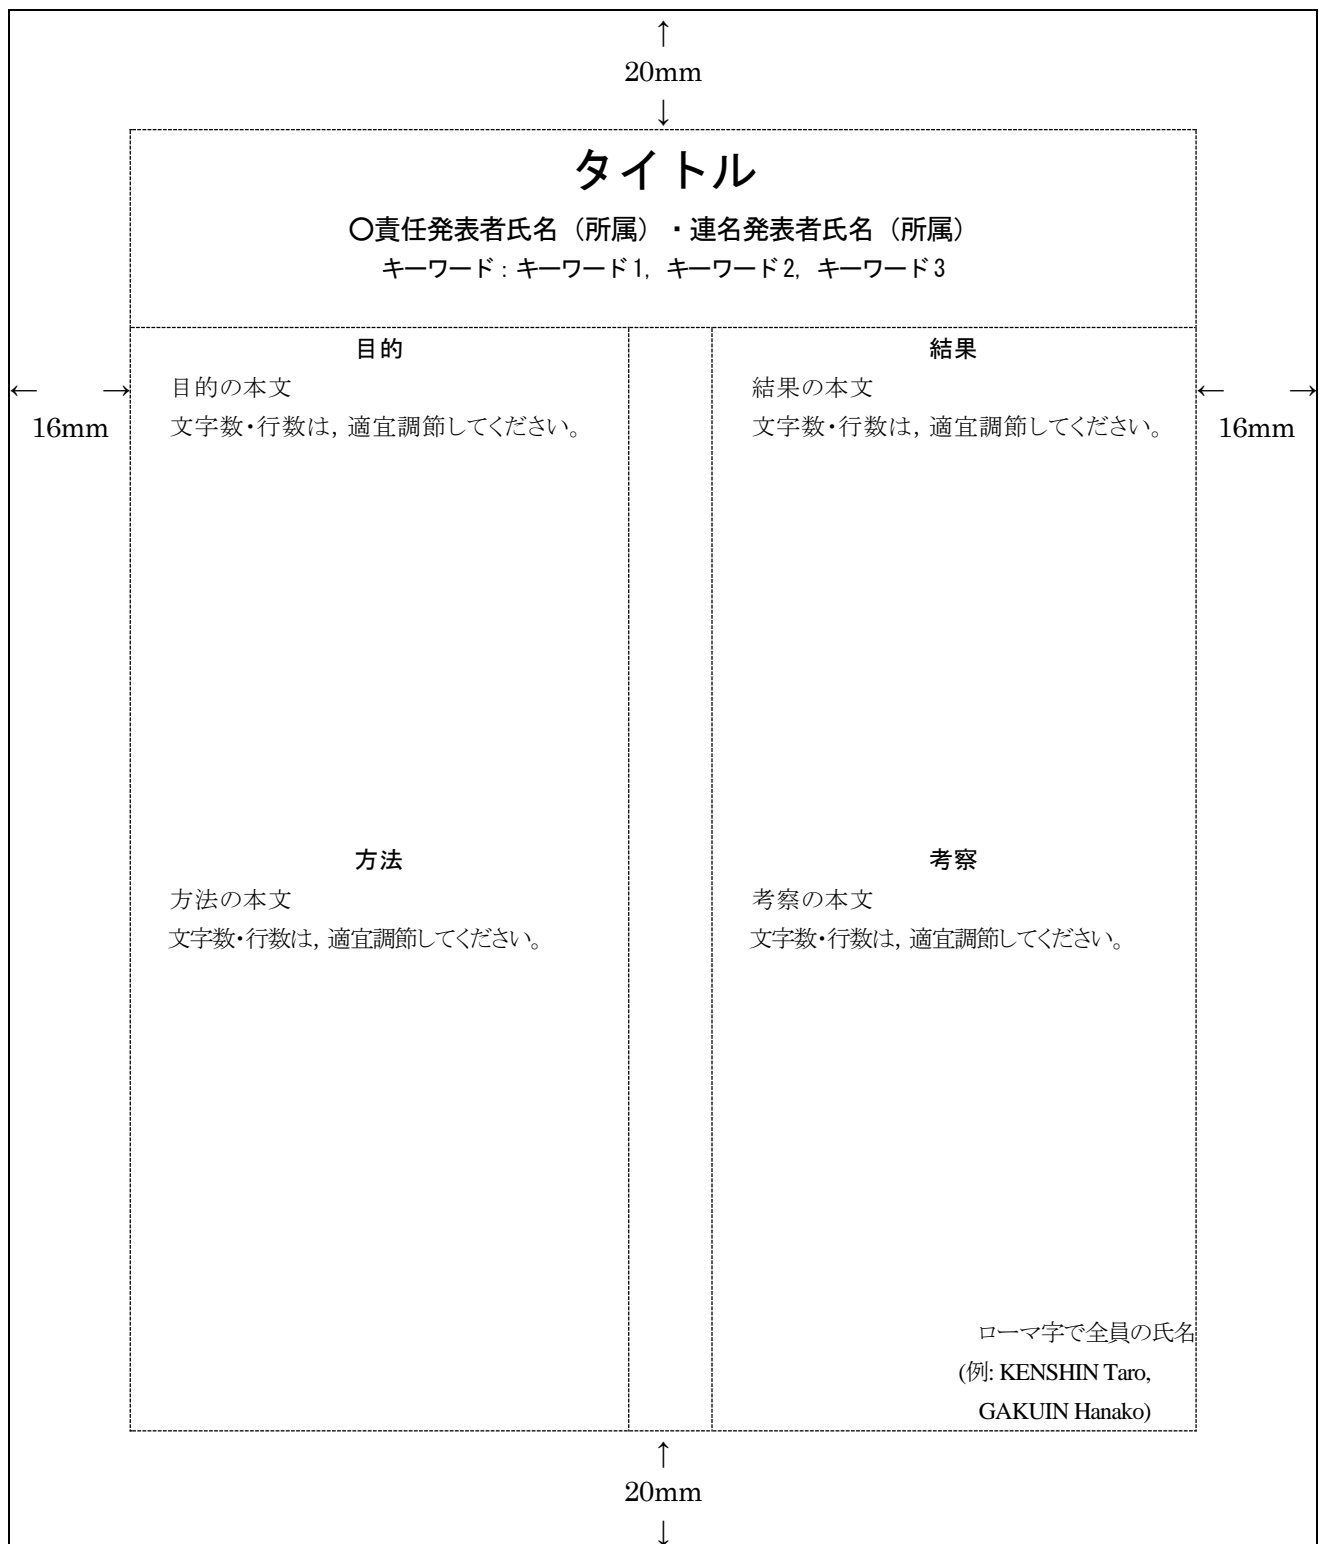 ↑
20mm
↓
タイトル
○責任発表者氏名（所属）・連名発表者氏名（所属）
キーワード：キーワード1, キーワード2, キーワード3
目的
目的の本文
文字数・行数は, 適宜調節してください。
← →
16mm
方法
方法の本文
文字数・行数は, 適宜調節してください。
結果
結果の本文
文字数・行数は, 適宜調節してください。
← →
16mm
考察
考察の本文
文字数・行数は, 適宜調節してください。
ローマ字で全員の氏名
(例: KENSHIN Taro,
GAKUIN Hanako)
↑
20mm
↓